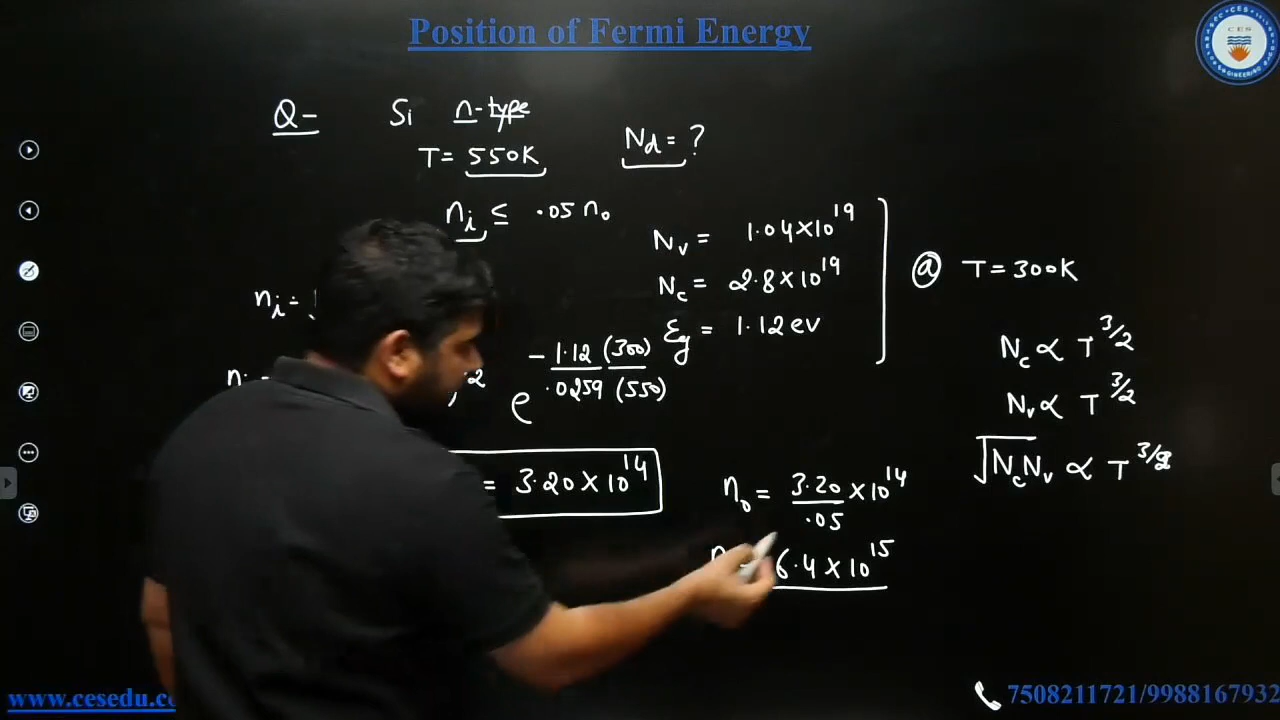 Position of Fermi Energy
Q- Si n-type
T= 550K Nd = ?
ni ≤ .05 n0
Nv = 1.04×10^19
Nc = 2.8×10^19 @ T=300K
Eg = 1.12 ev
ni =
Nc ∝ T^3/2
e^-1.12 (300)/.0259 (550)
Nv ∝ T^3/2
√NcNv ∝ T^3/2
= 3.20×10^14
n0 = 3.20/.05 ×10^14
6.4×10^15
www.cesedu.c
7508211721/9988167932
CES